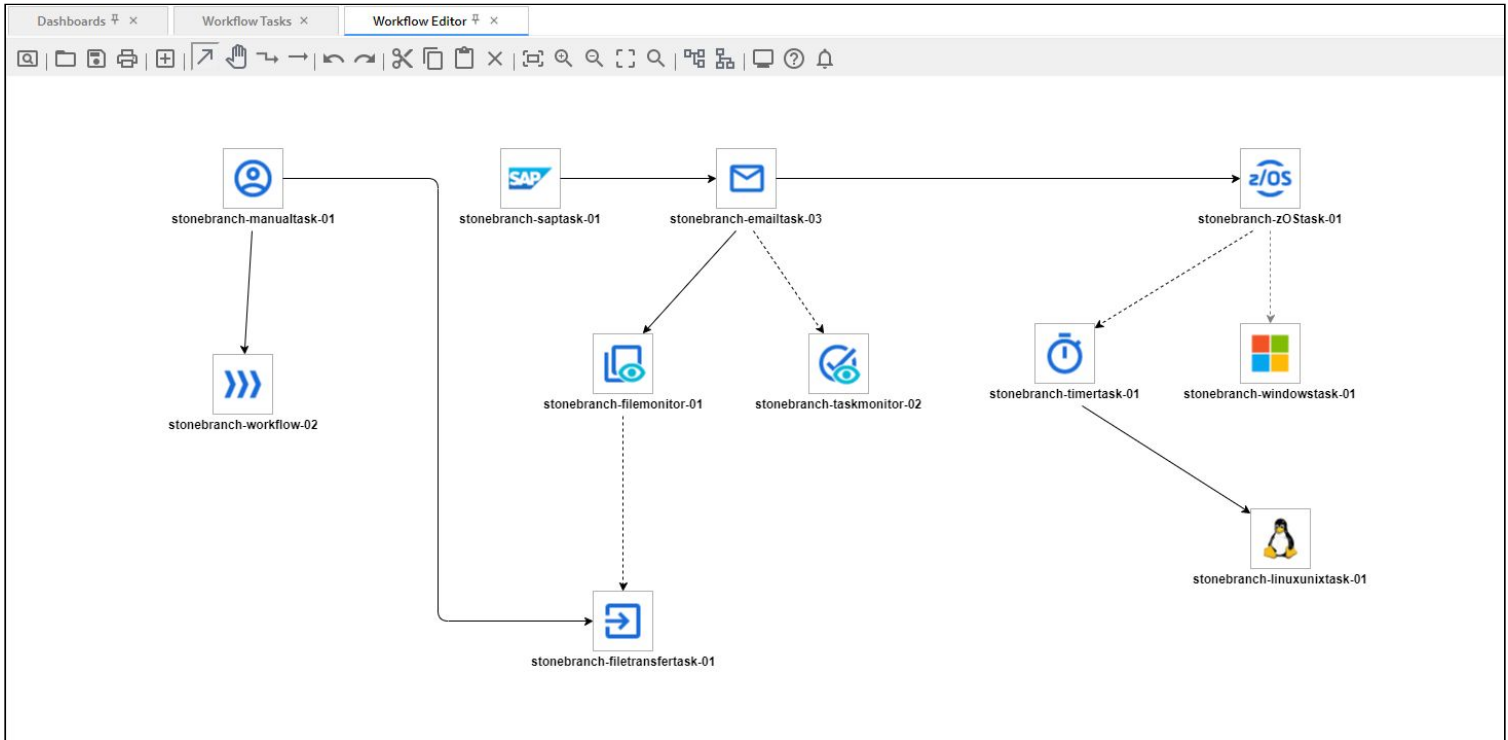 Dashboards
Workflow Tasks
Workflow Editor
SAP
z/OS
stonebranch-manualtask-01
stonebranch-saptask-01
stonebranch-emailtask-03
stonebranch-zOStask-01
stonebranch-filemonitor-01
stonebranch-taskmonitor-02
stonebranch-timertask-01
stonebranch-windowstask-01
stonebranch-workflow-02
stonebranch-linuxunixtask-01
stonebranch-filetransfertask-01